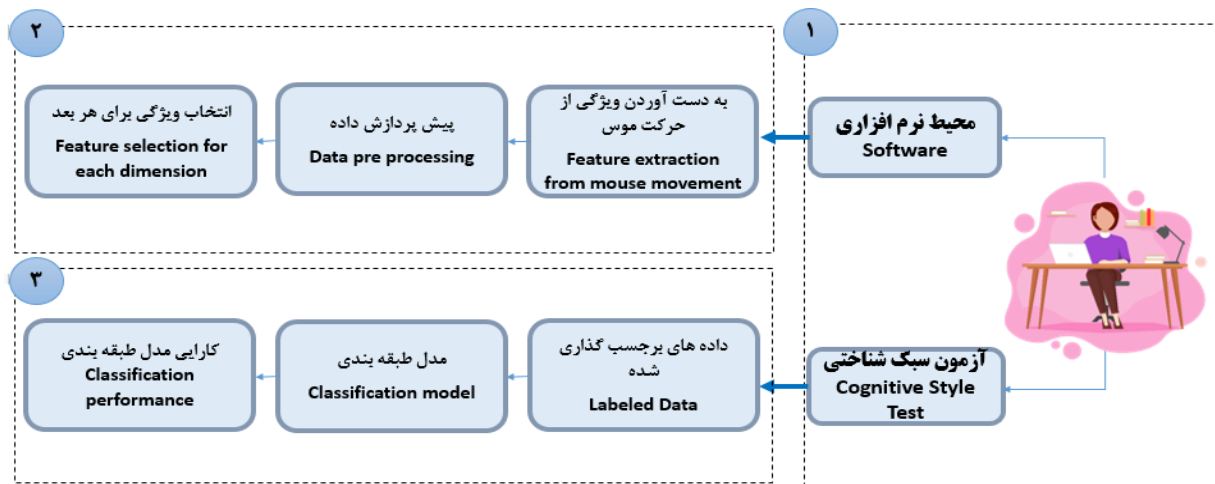 ۱
محیط نرم افزاری
Software
آزمون سبک شناختی
Cognitive Style
Test
۲
به دست آوردن ویژگی از
حرکت موس
Feature extraction
from mouse movement
پیش پردازش داده
Data pre processing
انتخاب ویژگی برای هر بعد
Feature selection for
each dimension
۳
داده های برجسب گذاری
شده
Labeled Data
مدل طبقه بندی
Classification model
کارایی مدل طبقه بندی
Classification
performance